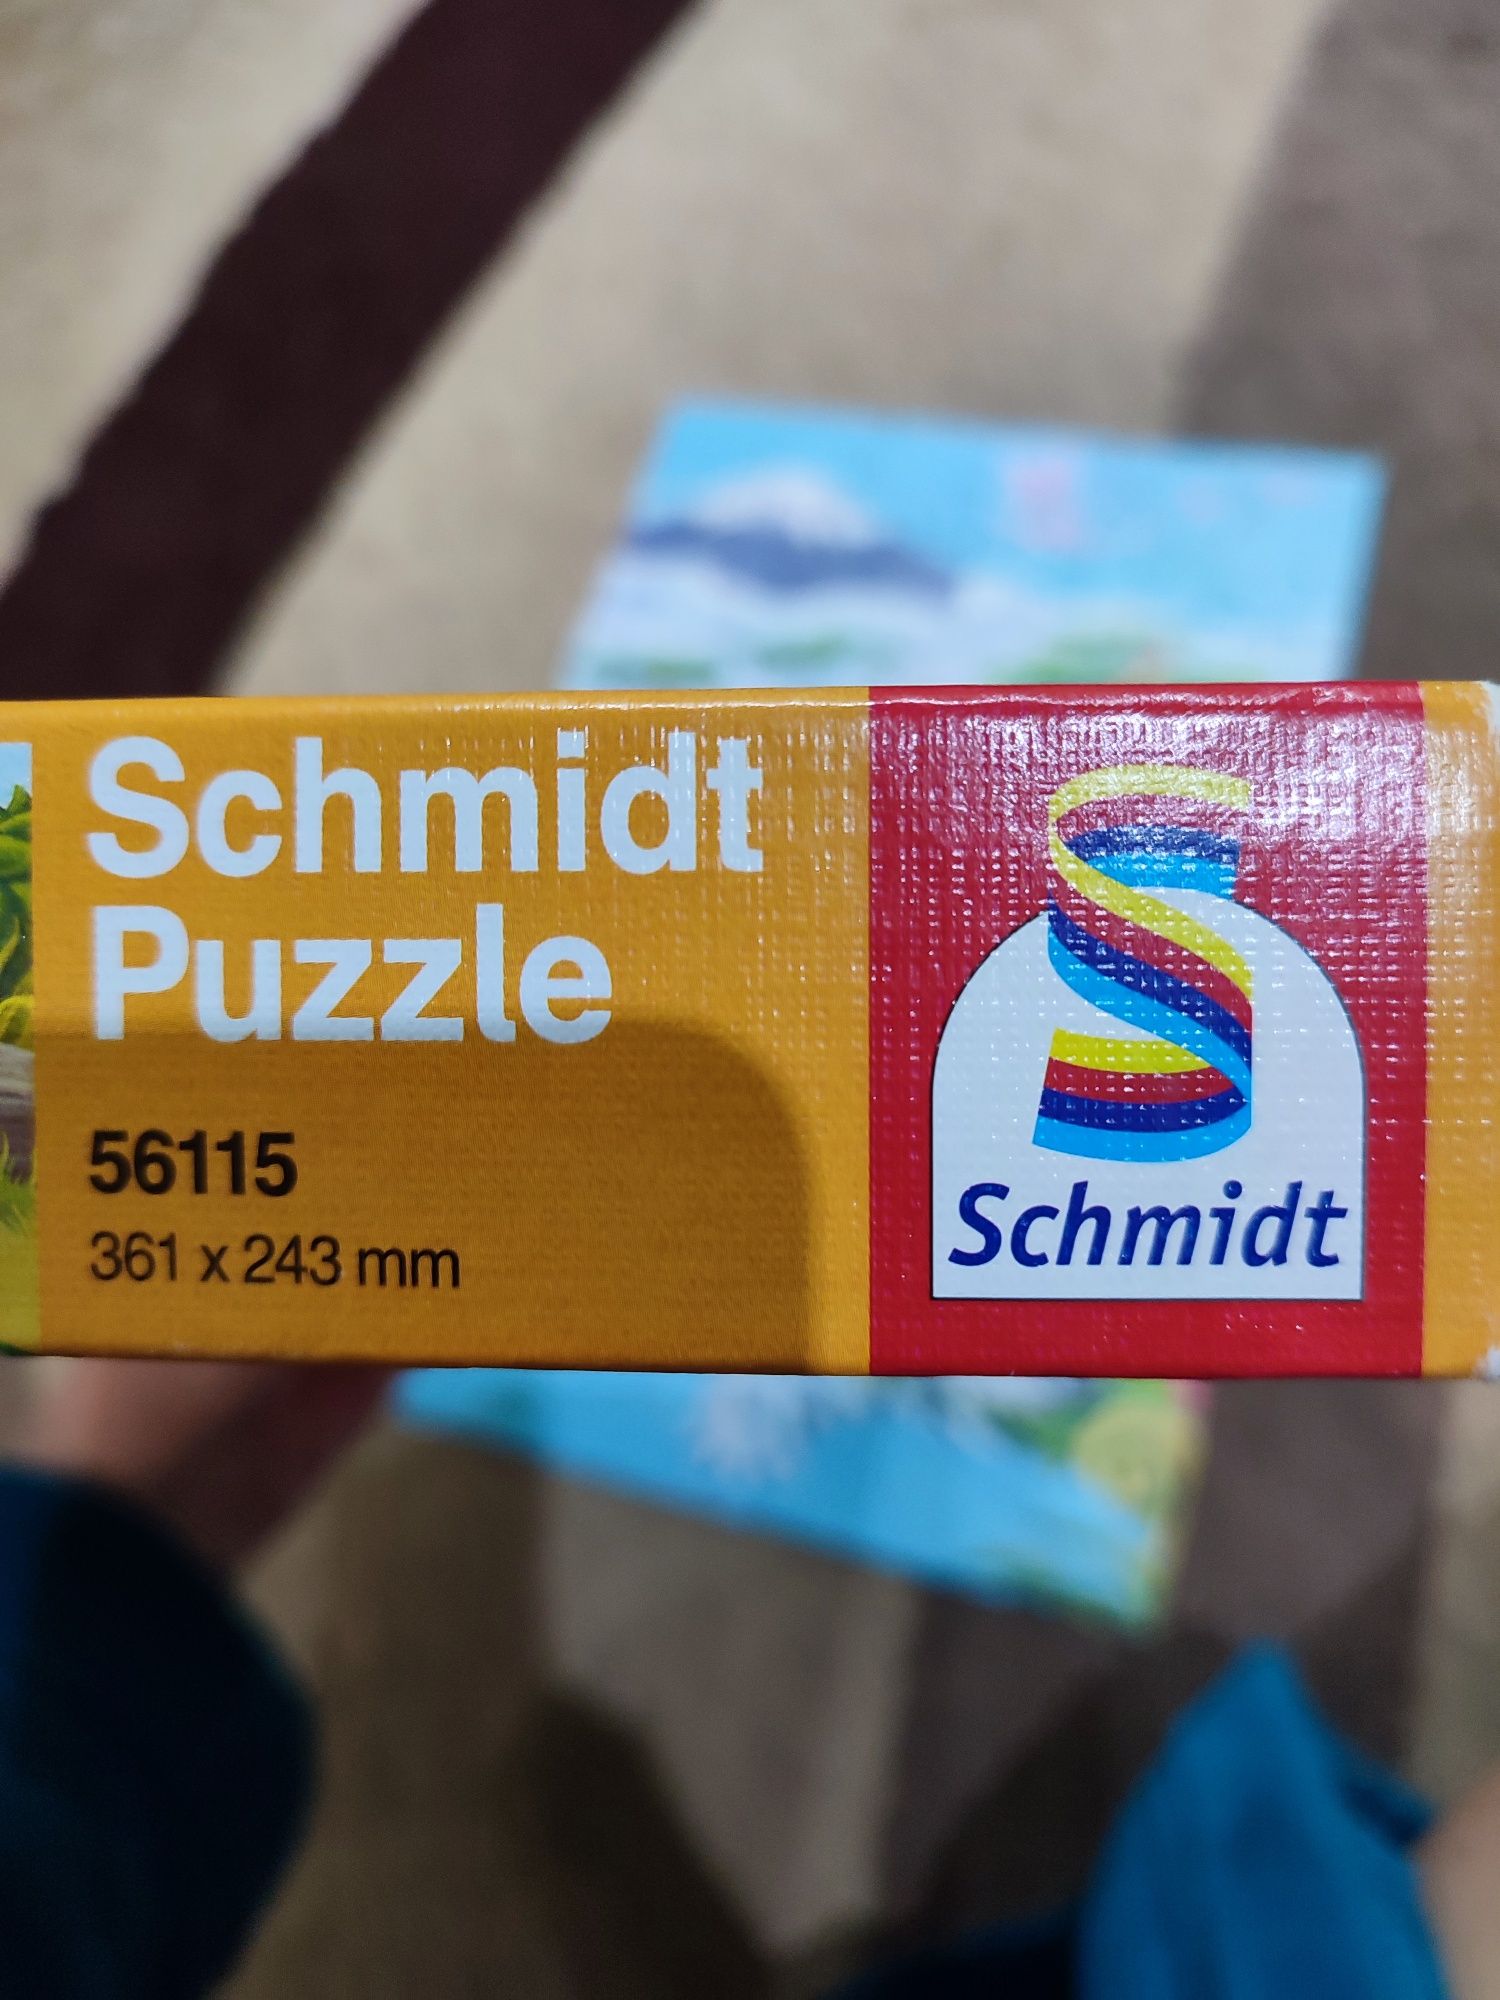 Schmidt
Puzzle
56115
361 x 243 mm
Schmidt